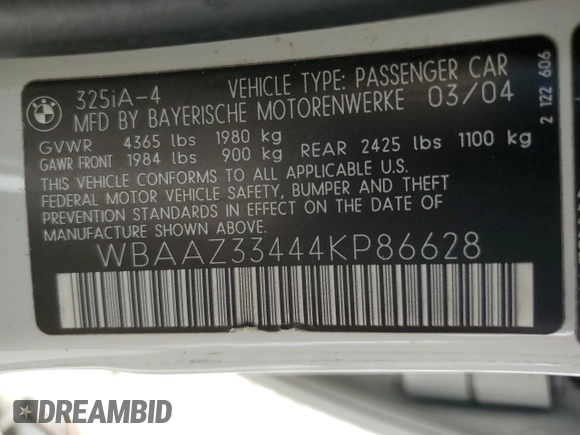 BMW
325iA-4 VEHICLE TYPE: PASSENGER CAR
MFD BY BAYERISCHE MOTORENWERKE 03/04
GVWR 4365 lbs 1980 kg
GAWR FRONT 1984 lbs 900 kg REAR 2425 lbs 1100 kg
THIS VEHICLE CONFORMS TO ALL APPLICABLE U.S.
FEDERAL MOTOR VEHICLE SAFETY, BUMPER AND THEFT
PREVENTION STANDARDS IN EFFECT ON THE DATE OF
MANUFACTURE SHOWN ABOVE.
WBAAZ33444KP86628
2 122 606
DREAMBID